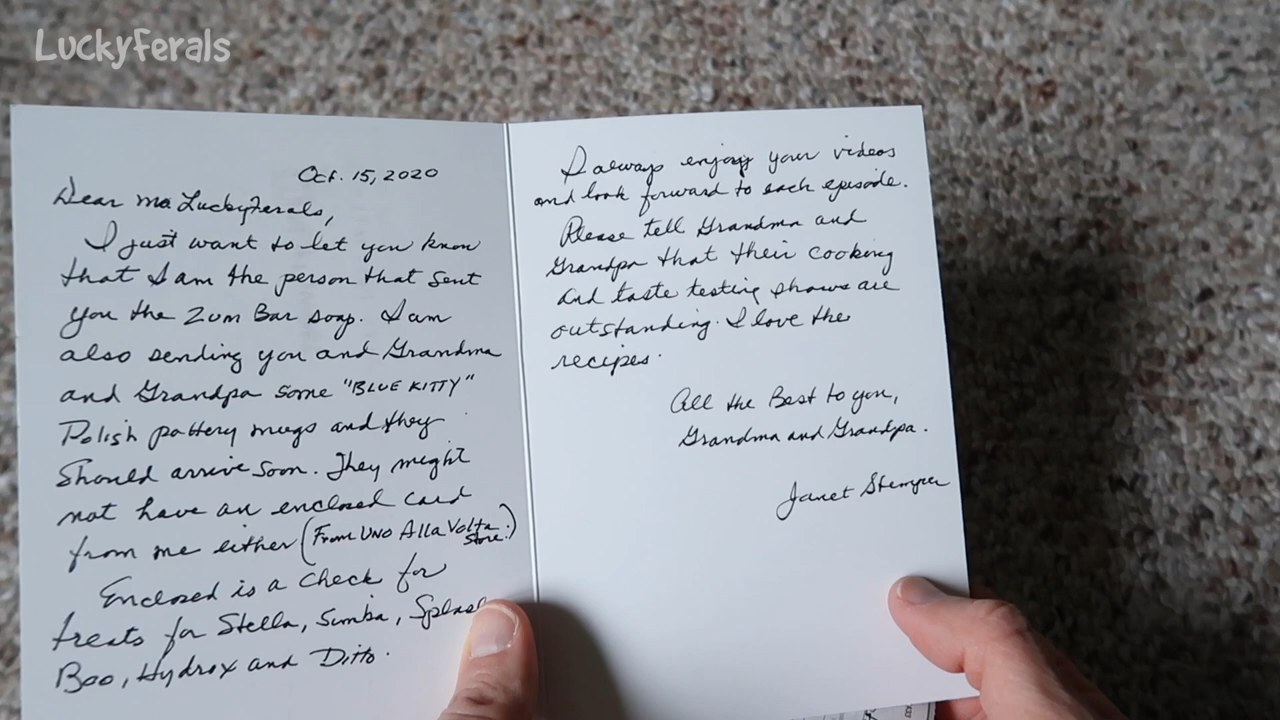 LuckyFerals
Oct. 15, 2020
Dear Ms. LuckyFerals,
I just want to let you know
that I am the person that sent
you the Zum Bar soap. I am
also sending you and Grandma
and Grandpa some "BLUE KITTY"
Polish pottery mugs and they
should arrive soon. They might
not have an enclosed card
from me either (From UNO AllA Volta
Store.)
Enclosed is a check for
treats for Stella, Simba,
Boo, Hydrox and Ditto.
I always enjoy your videos
and look forward to each episode.
Please tell Grandma and
Grandpa that their cooking
and taste testing shows are
outstanding. I love the
recipes.
All the Best to you,
Grandma and Grandpa.
Janet